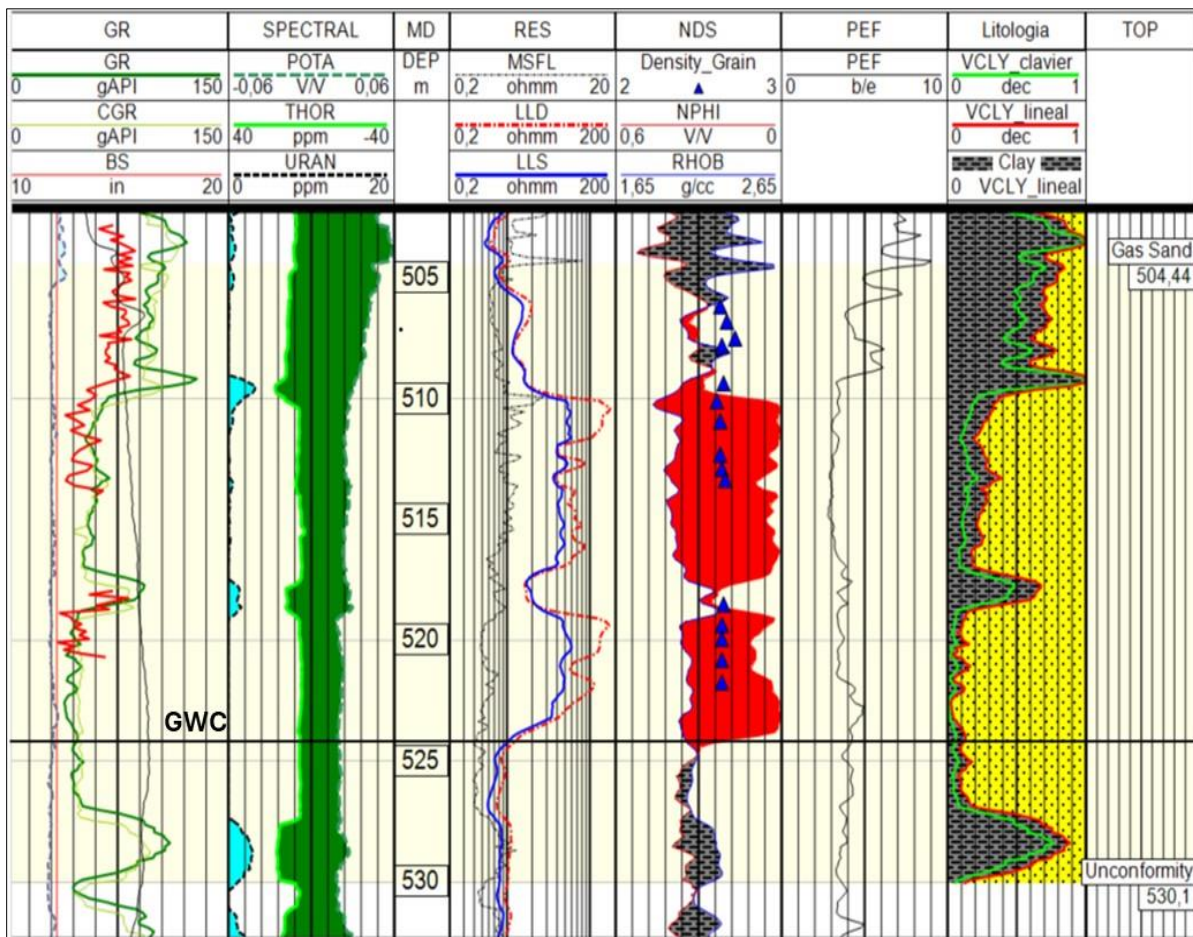 GR SPECTRAL MD RES NDS PEF Litologia TOP
GR POTA DEP MSFL Density_Grain PEF VCLY_clavier
0 gAPI 150 -0,06 V/V 0,06 m 0,2 ohmm 20 2 3 0 b/e 10 0 dec 1
CGR THOR LLD NPHI VCLY_lineal
0 gAPI 150 40 ppm -40 0,2 ohmm 200 0,6 V/V 0 0 dec 1
BS URAN LLS RHOB Clay
10 in 20 0 ppm 20 0,2 ohmm 200 1,65 g/cc 2,65 0 VCLY_lineal
Gas Sand
505 504,44
510
515
520
GWC
525
530 Unconformity
530,1